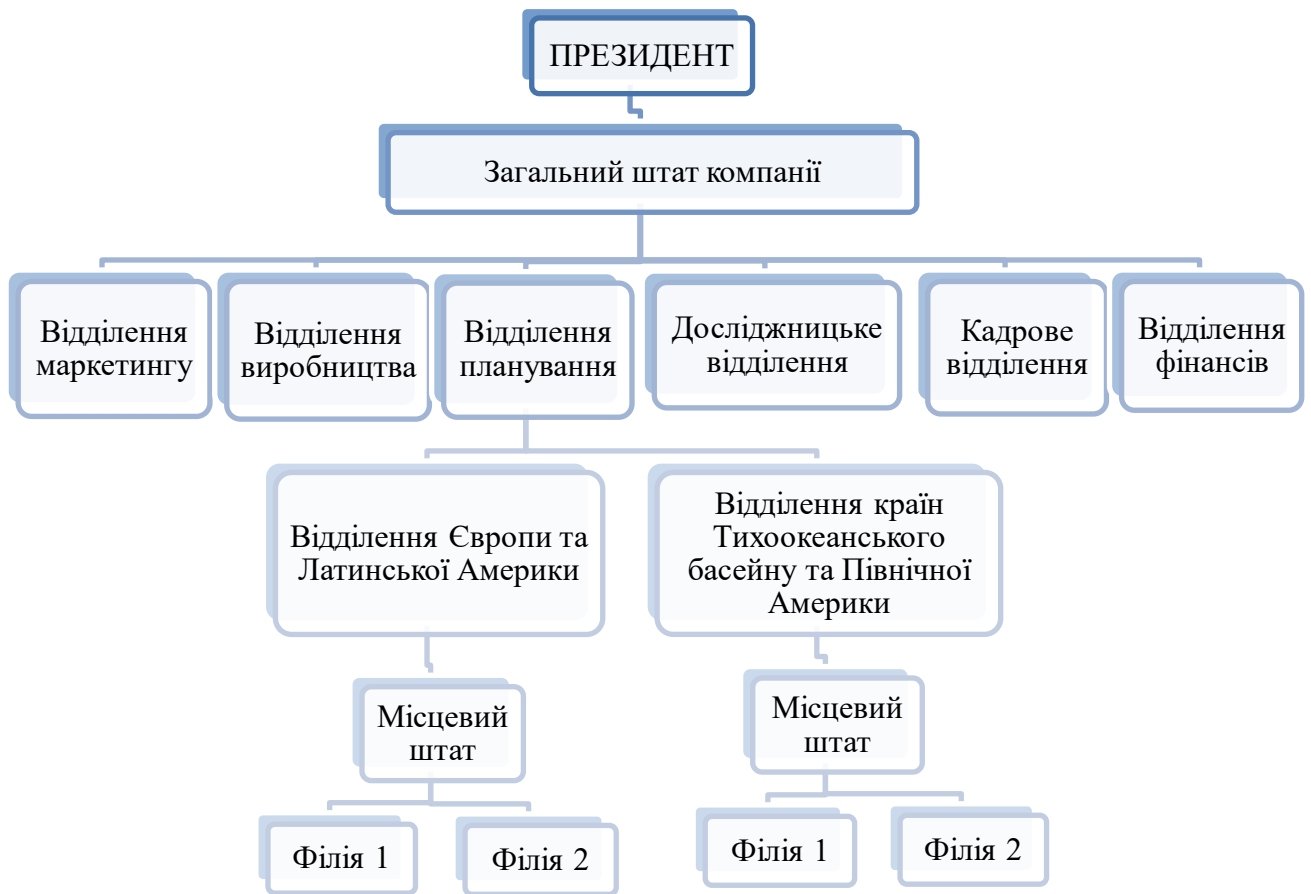 ПРЕЗИДЕНТ
Загальний штат компанії
Відділення
маркетингу
Відділення
виробництва
Відділення
планування
Досліджницьке
відділення
Кадрове
відділення
Відділення
фінансів
Відділення Європи та
Латинської Америки
Відділення країн
Тихоокеанського
басейну та Північної
Америки
Місцевий
штат
Місцевий
штат
Філія 1
Філія 2
Філія 1
Філія 2